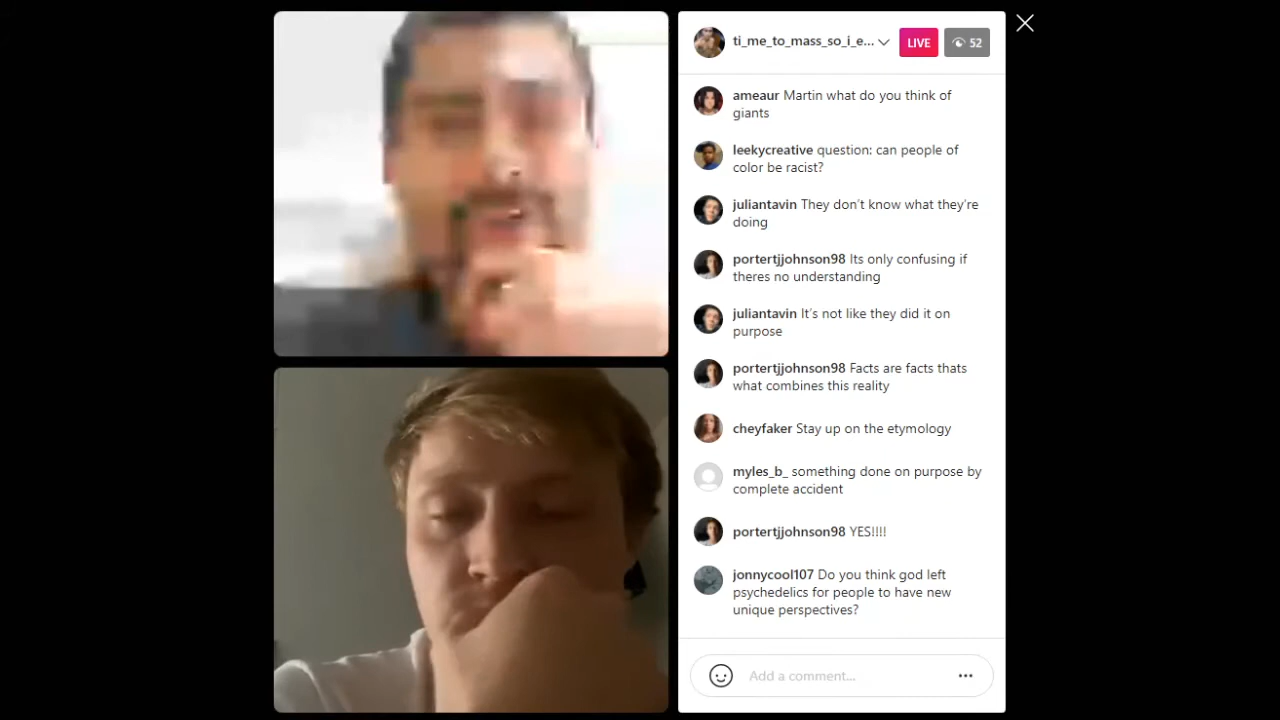 ti_me_to_mass_so_i_e...
LIVE
52
ameaur Martin what do you think of
giants
leekycreative question: can people of
color be racist?
juliantavin They don't know what they're
doing
portertjjohnson98 Its only confusing if
theres no understanding
juliantavin It's not like they did it on
purpose
portertjjohnson98 Facts are facts thats
what combines this reality
cheyfaker Stay up on the etymology
myles_b_ something done on purpose by
complete accident
portertjjohnson98 YES!!!!
jonnycool107 Do you think god left
psychedelics for people to have new
unique perspectives?
Add a comment...